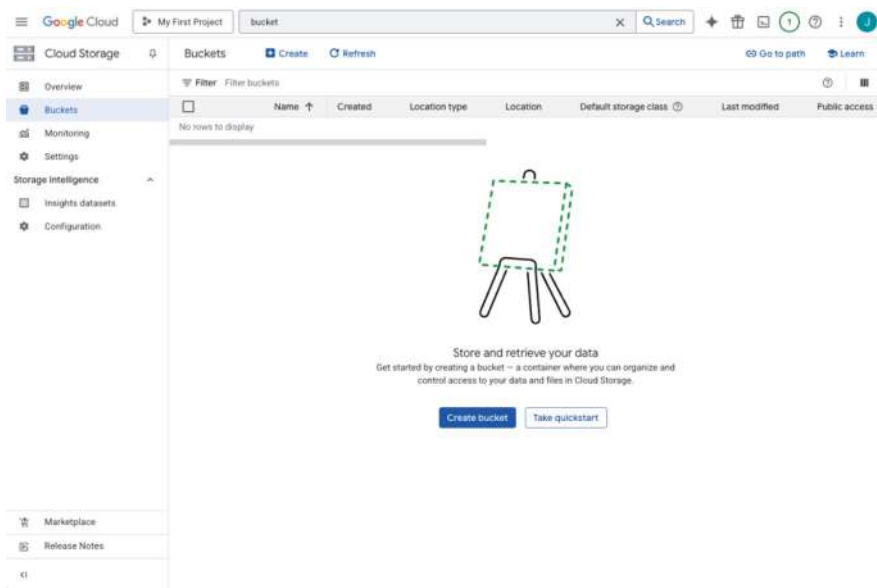 Google Cloud
My First Project
bucket
Search
1
J
Cloud Storage
Buckets
Create
Refresh
Go to path
Learn
Overview
Buckets
Monitoring
Settings
Storage Intelligence
Insights datasets
Configuration
Filter Filter buckets
Name Created Location type Location Default storage class Last modified Public access
No rows to display
Store and retrieve your data
Get started by creating a bucket — a container where you can organize and
control access to your data and files in Cloud Storage.
Create bucket
Take quickstart
Marketplace
Release Notes